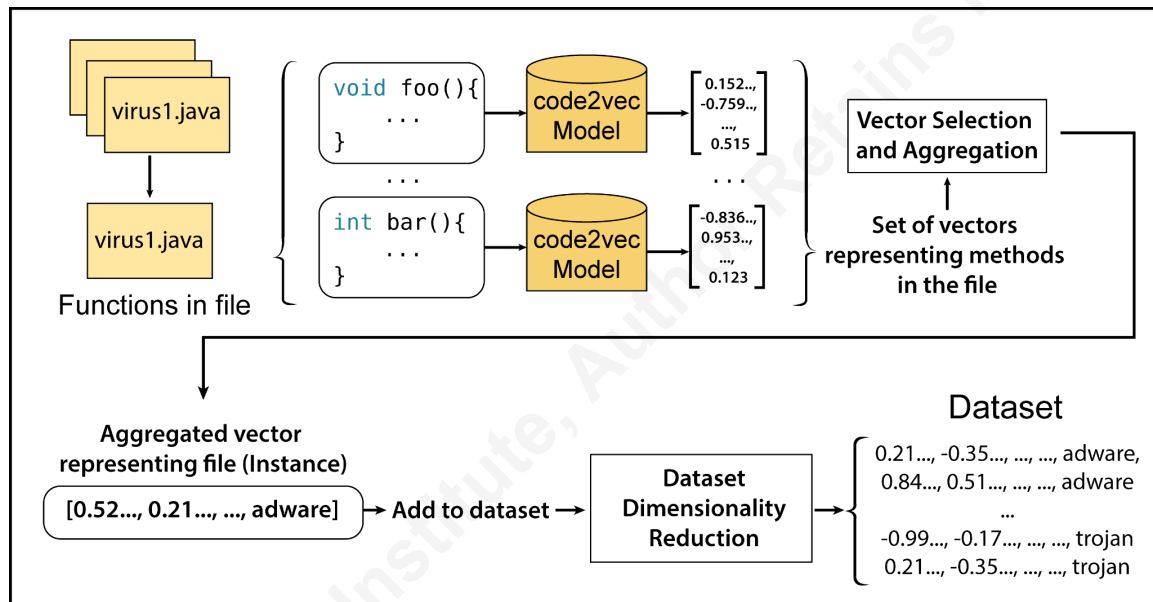 virus1.java
virus1.java
Functions in file
void foo(){
...
}
...
int bar(){
...
}
code2vec
Model
code2vec
Model
0.152..,
-0.759..,
...,
0.515
...
-0.836..,
0.953..,
...,
0.123
Vector Selection
and Aggregation
Set of vectors
representing methods
in the file
Aggregated vector
representing file (Instance)
[0.52..., 0.21..., ..., adware]
Add to dataset
Dataset
Dimensionality
Reduction
Dataset
0.21..., -0.35..., ..., ..., adware,
0.84..., 0.51..., ..., ..., adware
...
-0.99..., -0.17..., ..., ..., trojan
0.21..., -0.35..., ..., ..., trojan
Institute, Author Retains